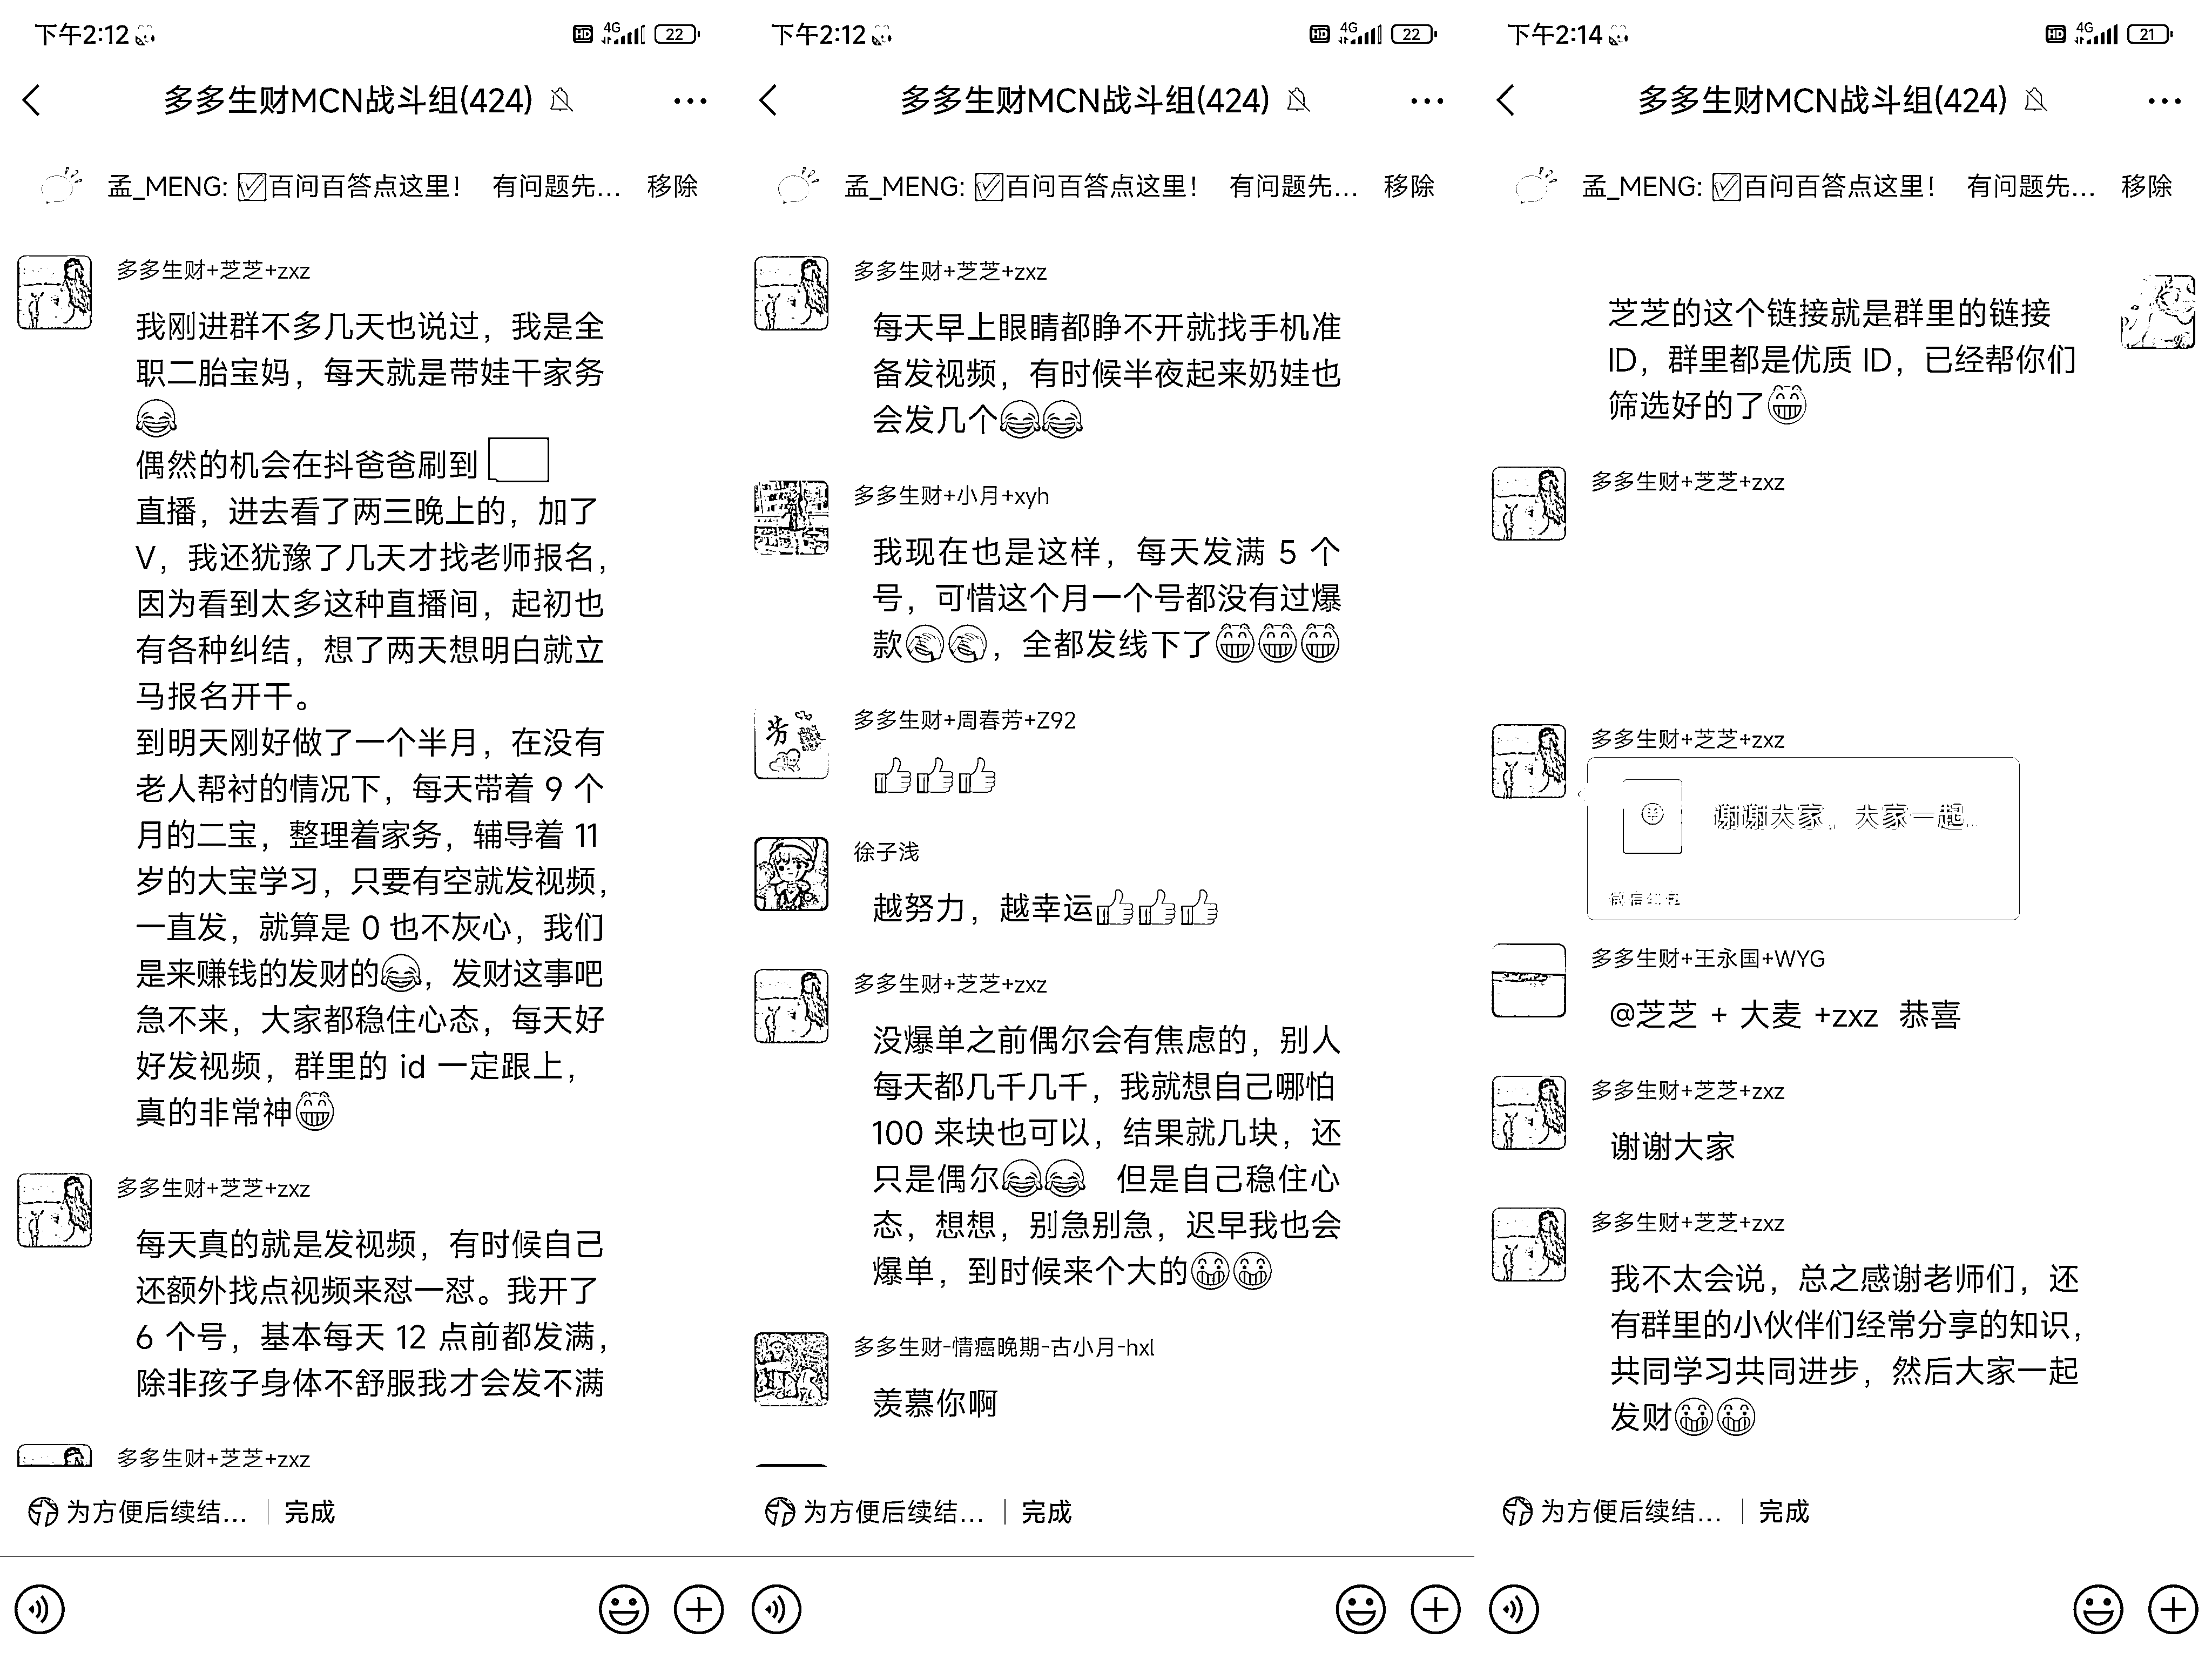 下午2:12
HD 4G 22
多多生财MCN战斗组(424)
孟_MENG: 百问百答点这里！ 有问题先... 移除
多多生财+芝芝+zxz
我刚进群不多几天也说过，我是全
职二胎宝妈，每天就是带娃干家务
😂
偶然的机会在抖爸爸刷到
直播，进去看了两三晚上的，加了
V，我还犹豫了几天才找老师报名，
因为看到太多这种直播间，起初也
有各种纠结，想了两天想明白就立
马报名开干。
到明天刚好做了一个半月，在没有
老人帮衬的情况下，每天带着 9 个
月的二宝，整理着家务，辅导着 11
岁的大宝学习，只要有空就发视频，
一直发，就算是 0 也不灰心，我们
是来赚钱的发财的😂，发财这事吧
急不来，大家都稳住心态，每天好
好发视频，群里的 id 一定跟上，
真的非常神😁
多多生财+芝芝+zxz
每天真的就是发视频，有时候自己
还额外找点视频来怼一怼。我开了
6 个号，基本每天 12 点前都发满，
除非孩子身体不舒服我才会发不满
多多生财+芝芝+zxz
为方便后续结... | 完成
下午2:12
HD 4G 22
多多生财MCN战斗组(424)
孟_MENG: 百问百答点这里！ 有问题先... 移除
多多生财+芝芝+zxz
每天早上眼睛都睁不开就找手机准
备发视频，有时候半夜起来奶娃也
会发几个😂😂
多多生财+小月+xyh
我现在也是这样，每天发满 5 个
号，可惜这个月一个号都没有过爆
款🤦🤦，全都发线下了😁😁😁
多多生财+周春芳+Z92
👍👍👍
徐子浅
越努力，越幸运👍👍👍
多多生财+芝芝+zxz
没爆单之前偶尔会有焦虑的，别人
每天都几千几千，我就想自己哪怕
100 来块也可以，结果就几块，还
只是偶尔😂😂 但是自己稳住心
态，想想，别急别急，迟早我也会
爆单，到时候来个大的😀😀
多多生财-情癌晚期-古小月-hxl
羡慕你啊
为方便后续结... | 完成
下午2:14
HD 4G 21
多多生财MCN战斗组(424)
孟_MENG: 百问百答点这里！ 有问题先... 移除
芝芝的这个链接就是群里的链接
ID，群里都是优质 ID，已经帮你们
筛选好的了😁
多多生财+芝芝+zxz
多多生财+芝芝+zxz
谢谢大家，大家一起...
微信红包
多多生财+王永国+WYG
@芝芝 + 大麦 +zxz 恭喜
多多生财+芝芝+zxz
谢谢大家
多多生财+芝芝+zxz
我不太会说，总之感谢老师们，还
有群里的小伙伴们经常分享的知识，
共同学习共同进步，然后大家一起
发财😀😀
为方便后续结... | 完成